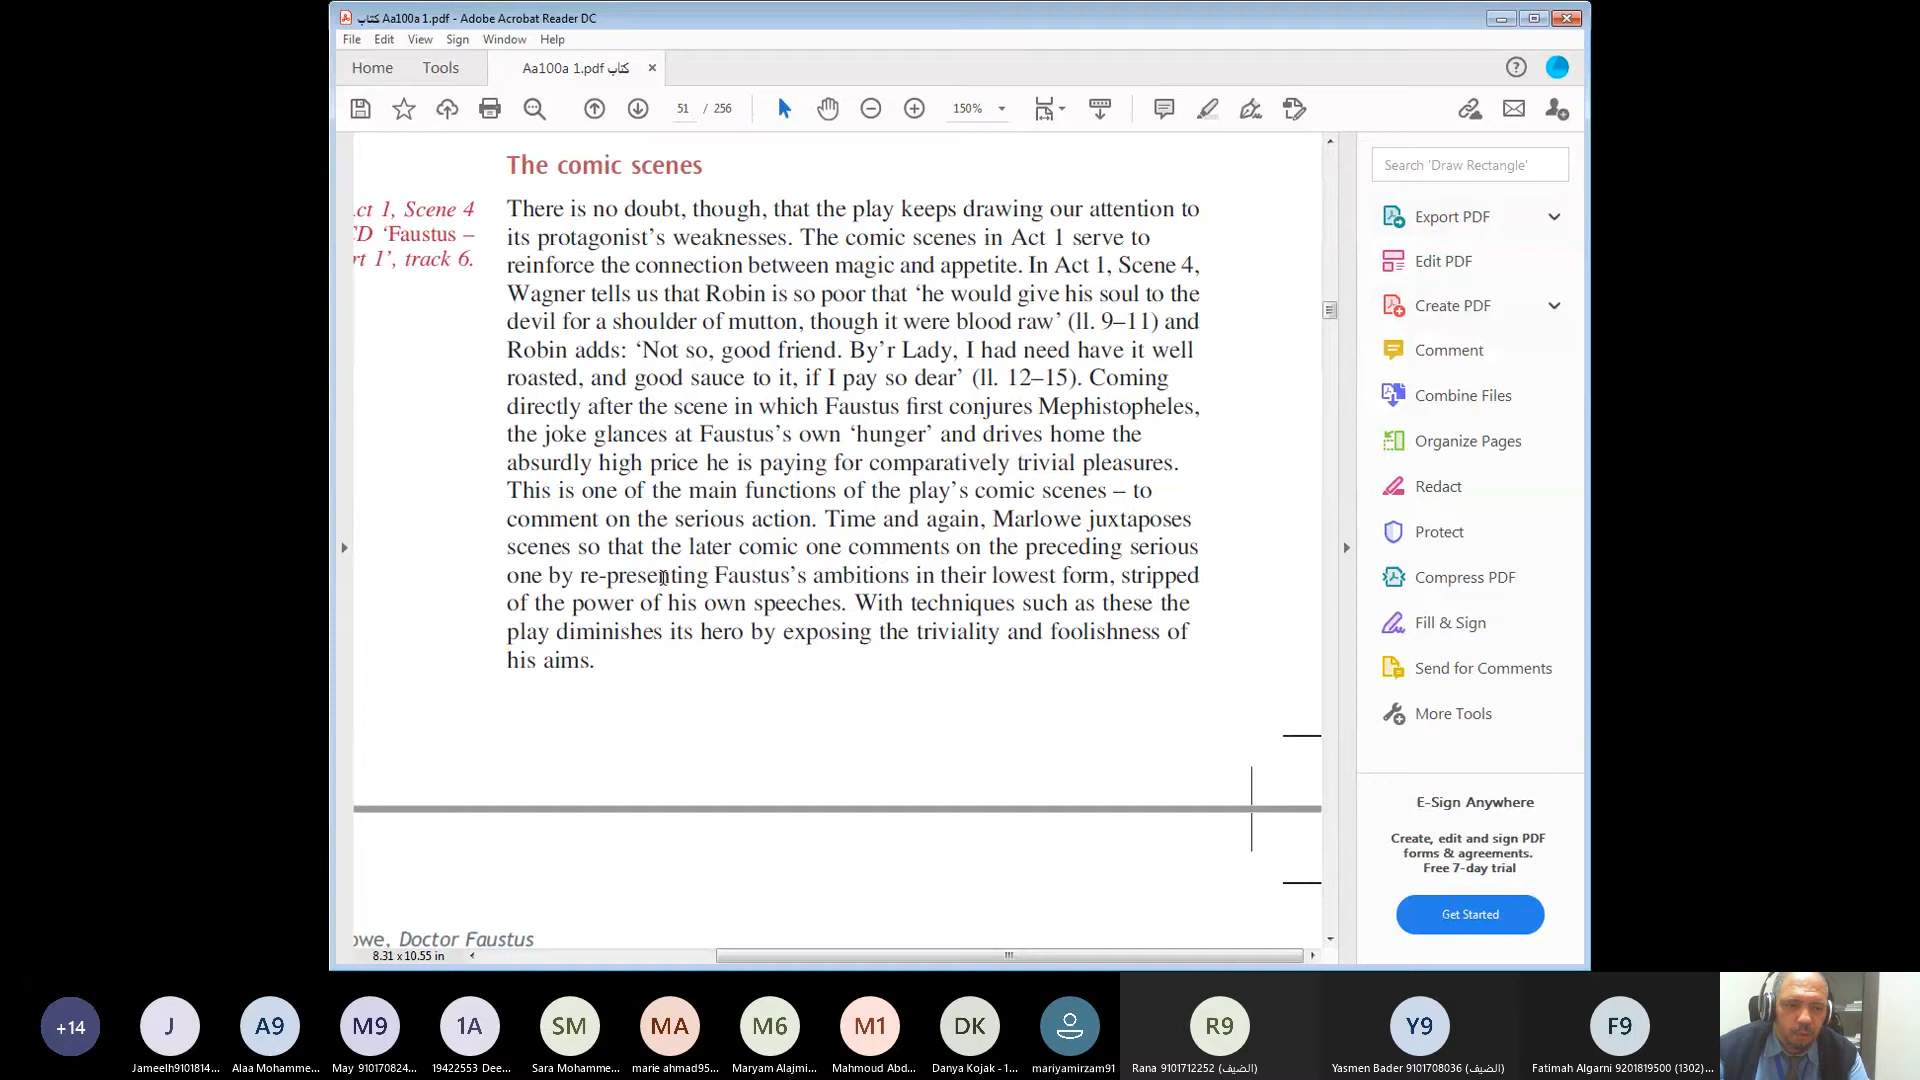 كتاب Aa100a 1.pdf - Adobe Acrobat Reader DC
File Edit View Sign Window Help
Home Tools Aa100a 1.pdf كتاب
51 / 256 150%
The comic scenes
ct 1, Scene 4
CD ‘Faustus –
rt 1’, track 6.
There is no doubt, though, that the play keeps drawing our attention to
its protagonist’s weaknesses. The comic scenes in Act 1 serve to
reinforce the connection between magic and appetite. In Act 1, Scene 4,
Wagner tells us that Robin is so poor that ‘he would give his soul to the
devil for a shoulder of mutton, though it were blood raw’ (ll. 9–11) and
Robin adds: ‘Not so, good friend. By’r Lady, I had need have it well
roasted, and good sauce to it, if I pay so dear’ (ll. 12–15). Coming
directly after the scene in which Faustus first conjures Mephistopheles,
the joke glances at Faustus’s own ‘hunger’ and drives home the
absurdly high price he is paying for comparatively trivial pleasures.
This is one of the main functions of the play’s comic scenes – to
comment on the serious action. Time and again, Marlowe juxtaposes
scenes so that the later comic one comments on the preceding serious
one by re-presenting Faustus’s ambitions in their lowest form, stripped
of the power of his own speeches. With techniques such as these the
play diminishes its hero by exposing the triviality and foolishness of
his aims.
owe, Doctor Faustus
8.31 x 10.55 in
Search 'Draw Rectangle'
Export PDF
Edit PDF
Create PDF
Comment
Combine Files
Organize Pages
Redact
Protect
Compress PDF
Fill & Sign
Send for Comments
More Tools
E-Sign Anywhere
Create, edit and sign PDF
forms & agreements.
Free 7-day trial
Get Started
+14 J A9 M9 1A SM MA M6 M1 DK R9 Y9 F9
Jameelh9101814... Alaa Mohamme... May 910170824... 19422553 Dee... Sara Mohamme... marie ahmad95... Maryam Alajmi... Mahmoud Abd... Danya Kojak - 1... mariyamirzam91 Rana 9101712252 (الضيف) Yasmen Bader 9101708036 (الضيف) Fatimah Algarni 9201819500 (1302)...